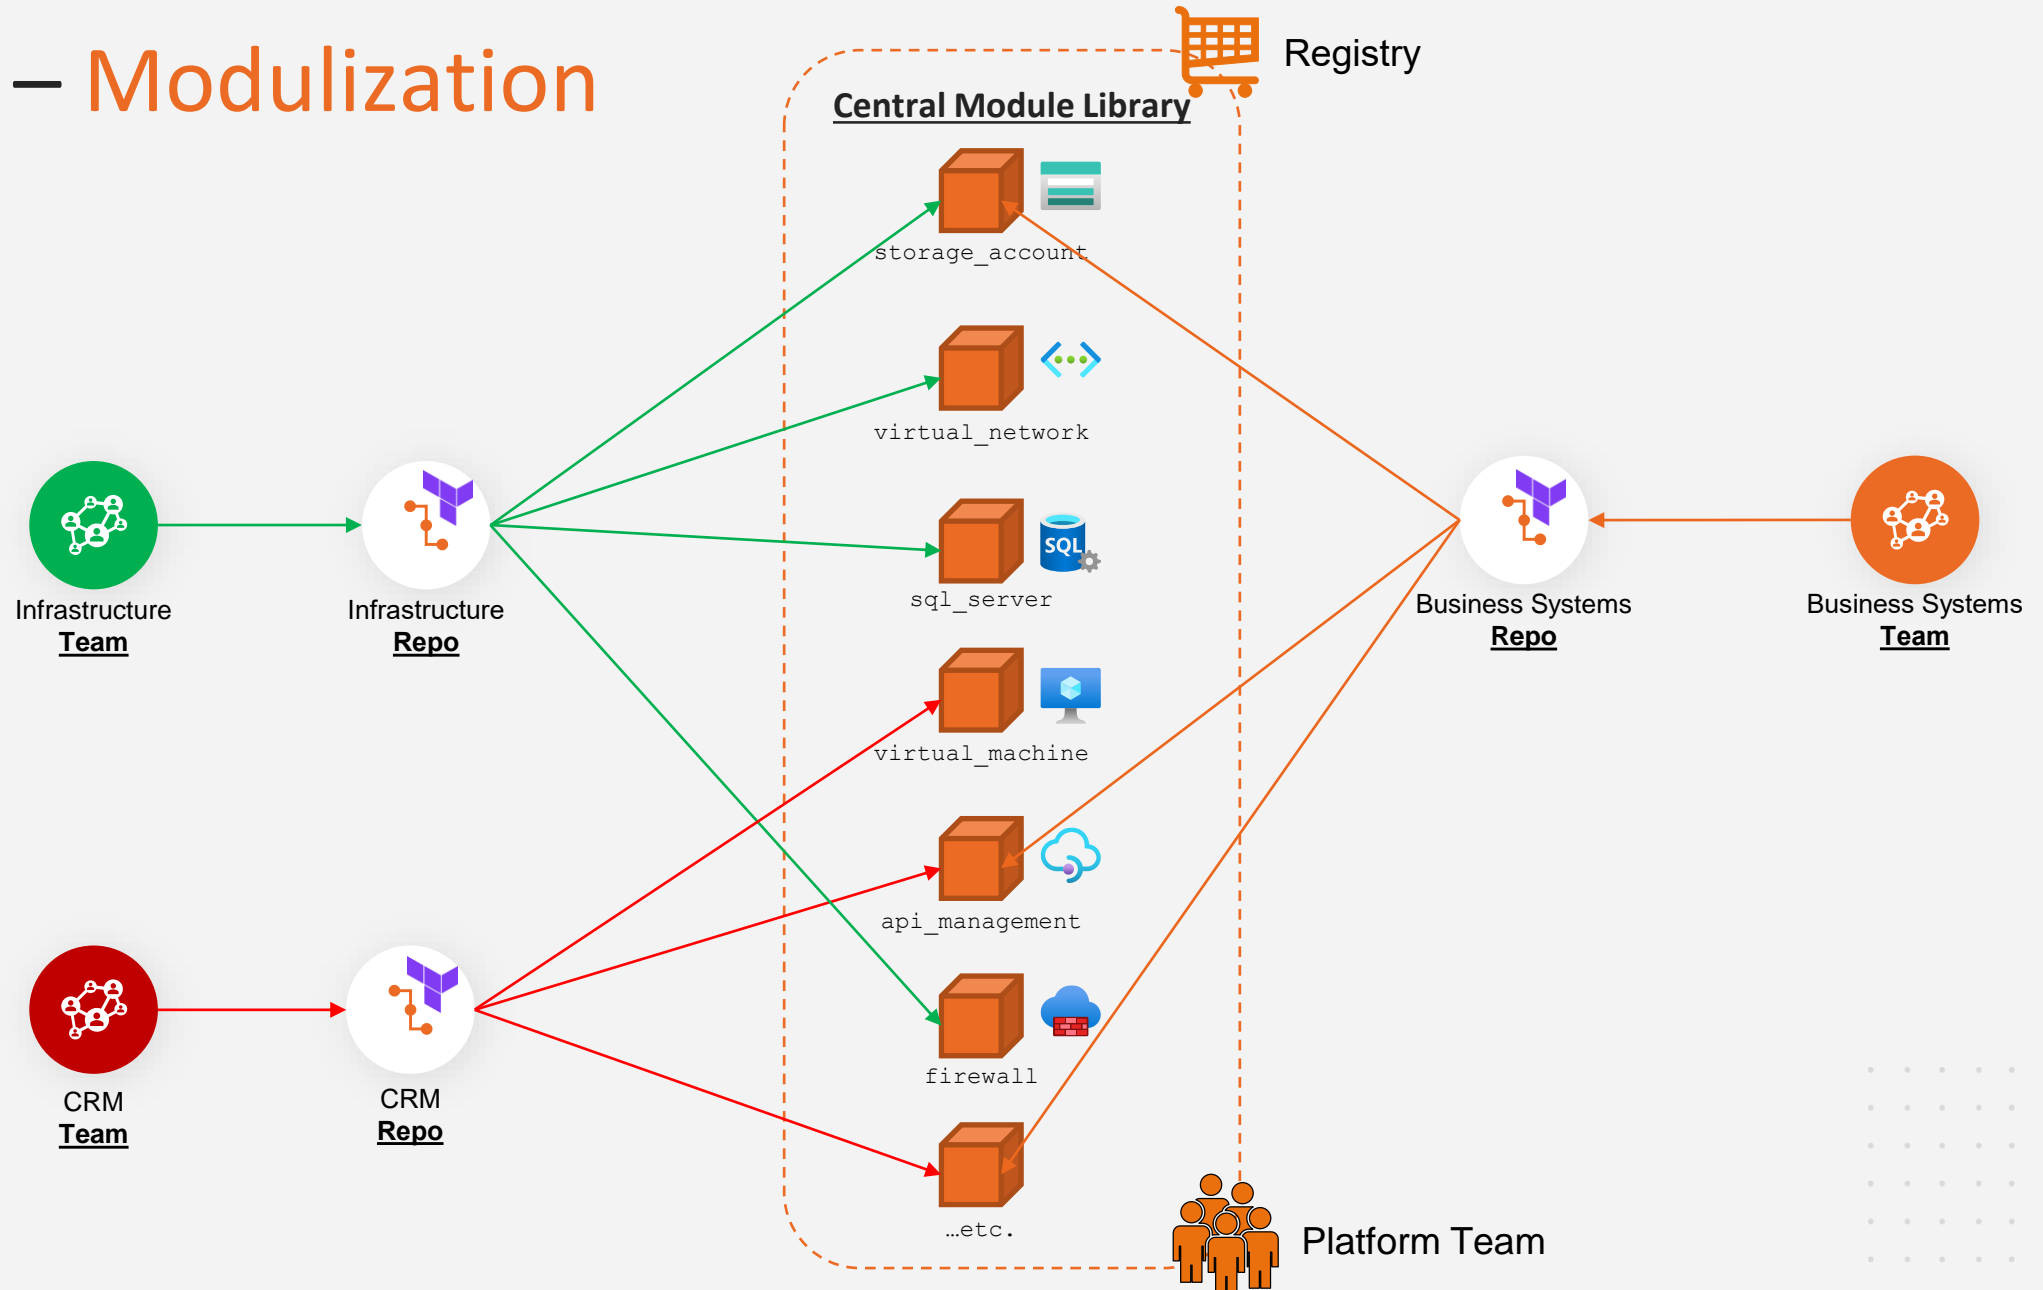 – Modulization
Registry
Central Module Library
storage_account
virtual_network
SQL
sql_server
virtual_machine
api_management
firewall
…etc.
Infrastructure
Team
Infrastructure
Repo
CRM
Team
CRM
Repo
Business Systems
Repo
Business Systems
Team
Platform Team